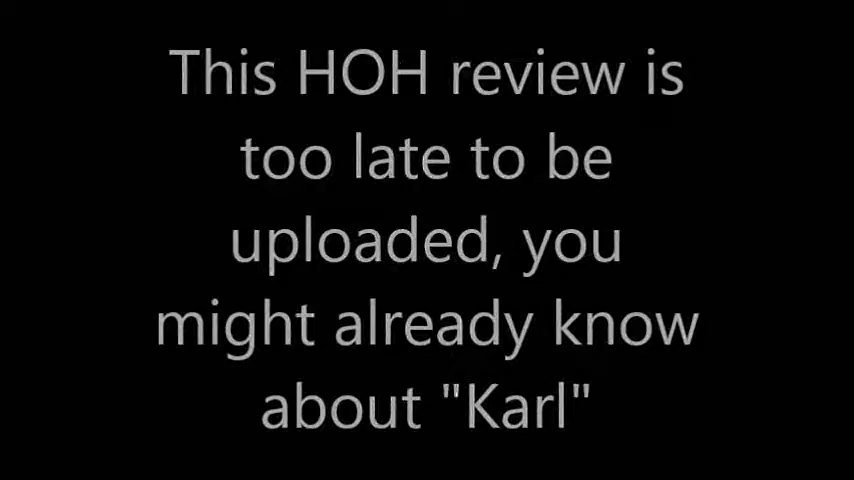 This HOH review is
too late to be
uploaded, you
might already know
about "Karl"